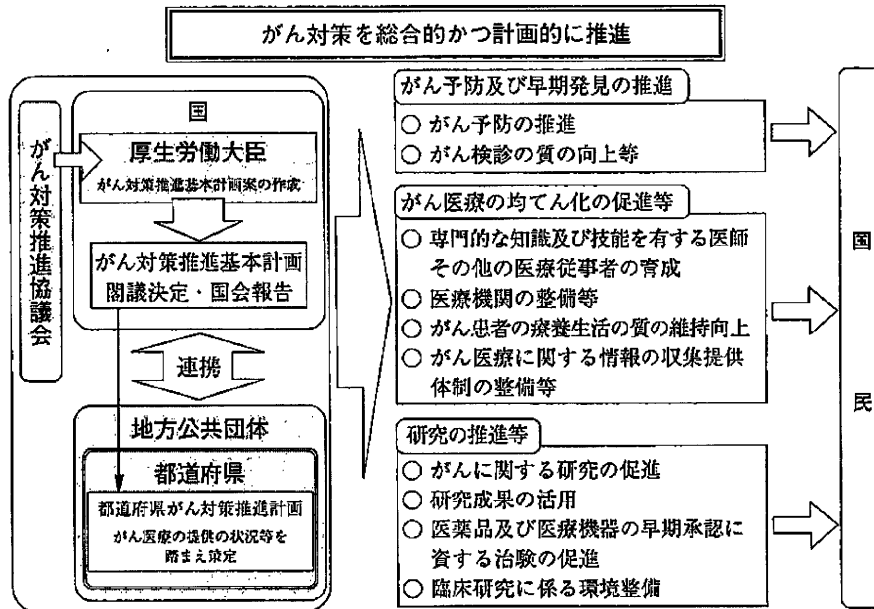 がん対策を総合的かつ計画的に推進
がん対策推進協議会
国
厚生労働大臣
がん対策推進基本計画案の作成
がん対策推進基本計画
閣議決定・国会報告
連携
地方公共団体
都道府県
都道府県がん対策推進計画
がん医療の提供の状況等を
踏まえ策定
がん予防及び早期発見の推進
○ がん予防の推進
○ がん検診の質の向上等
がん医療の均てん化の促進等
○ 専門的な知識及び技能を有する医師
その他の医療従事者の育成
○ 医療機関の整備等
○ がん患者の療養生活の質の維持向上
○ がん医療に関する情報の収集提供
体制の整備等
研究の推進等
○ がんに関する研究の促進
○ 研究成果の活用
○ 医薬品及び医療機器の早期承認に
資する治験の促進
○ 臨床研究に係る環境整備
国民